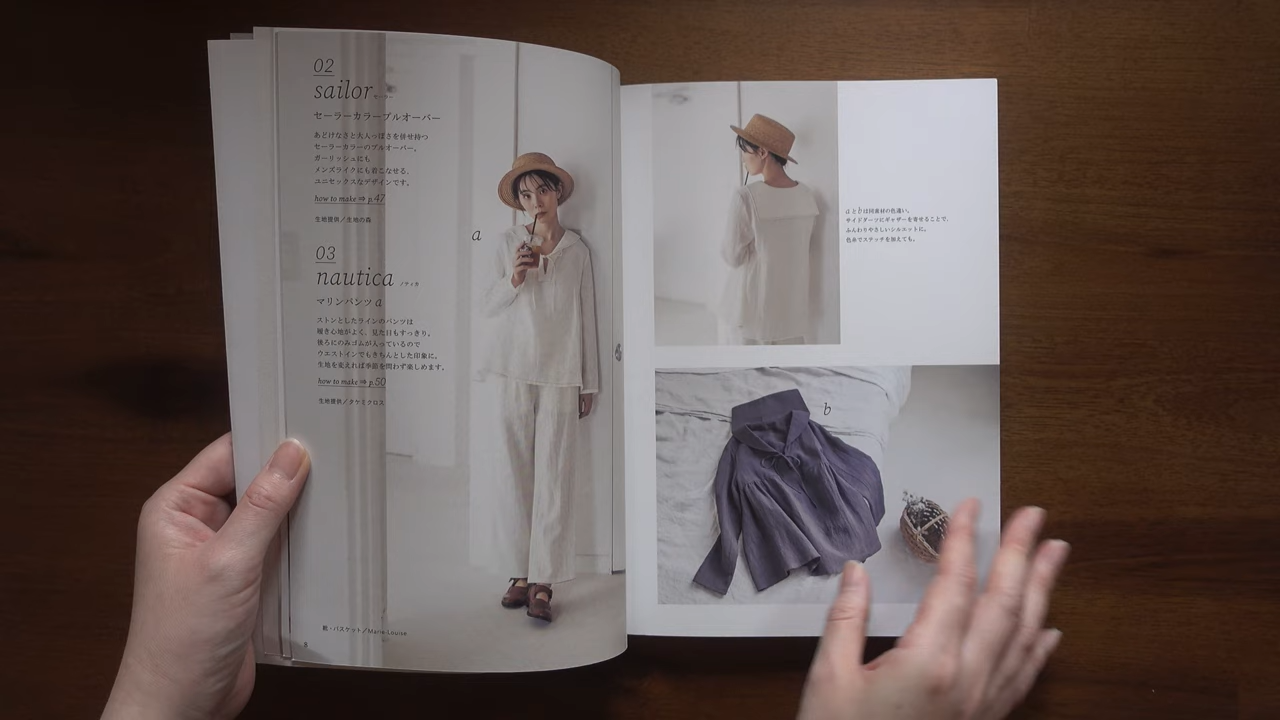 02
sailor セーラー
セーラーカラープルオーバー
あどけなさと大人っぽさを併せ持つ
セーラーカラーのプルオーバー。
ガーリッシュにも
メンズライクにも着こなせる、
ユニセックスなデザインです。
how to make ⇒ p.47
生地提供／生地の森
03
nautica ノティカ
マリンパンツ a
ストンとしたラインのパンツは
履き心地がよく、見た目もすっきり。
後ろにのみゴムが入っているので
ウエストインでもきちんとした印象に。
生地を変えれば季節を問わず楽しめます。
how to make ⇒ p.50
生地提供／タケミクロス
靴・バスケット／Marie-Louise
8
a
aとbは同素材の色違い。
サイドダーツにギャザーを寄せることで、
ふんわりやさしいシルエットに。
色糸でステッチを加えても。
b